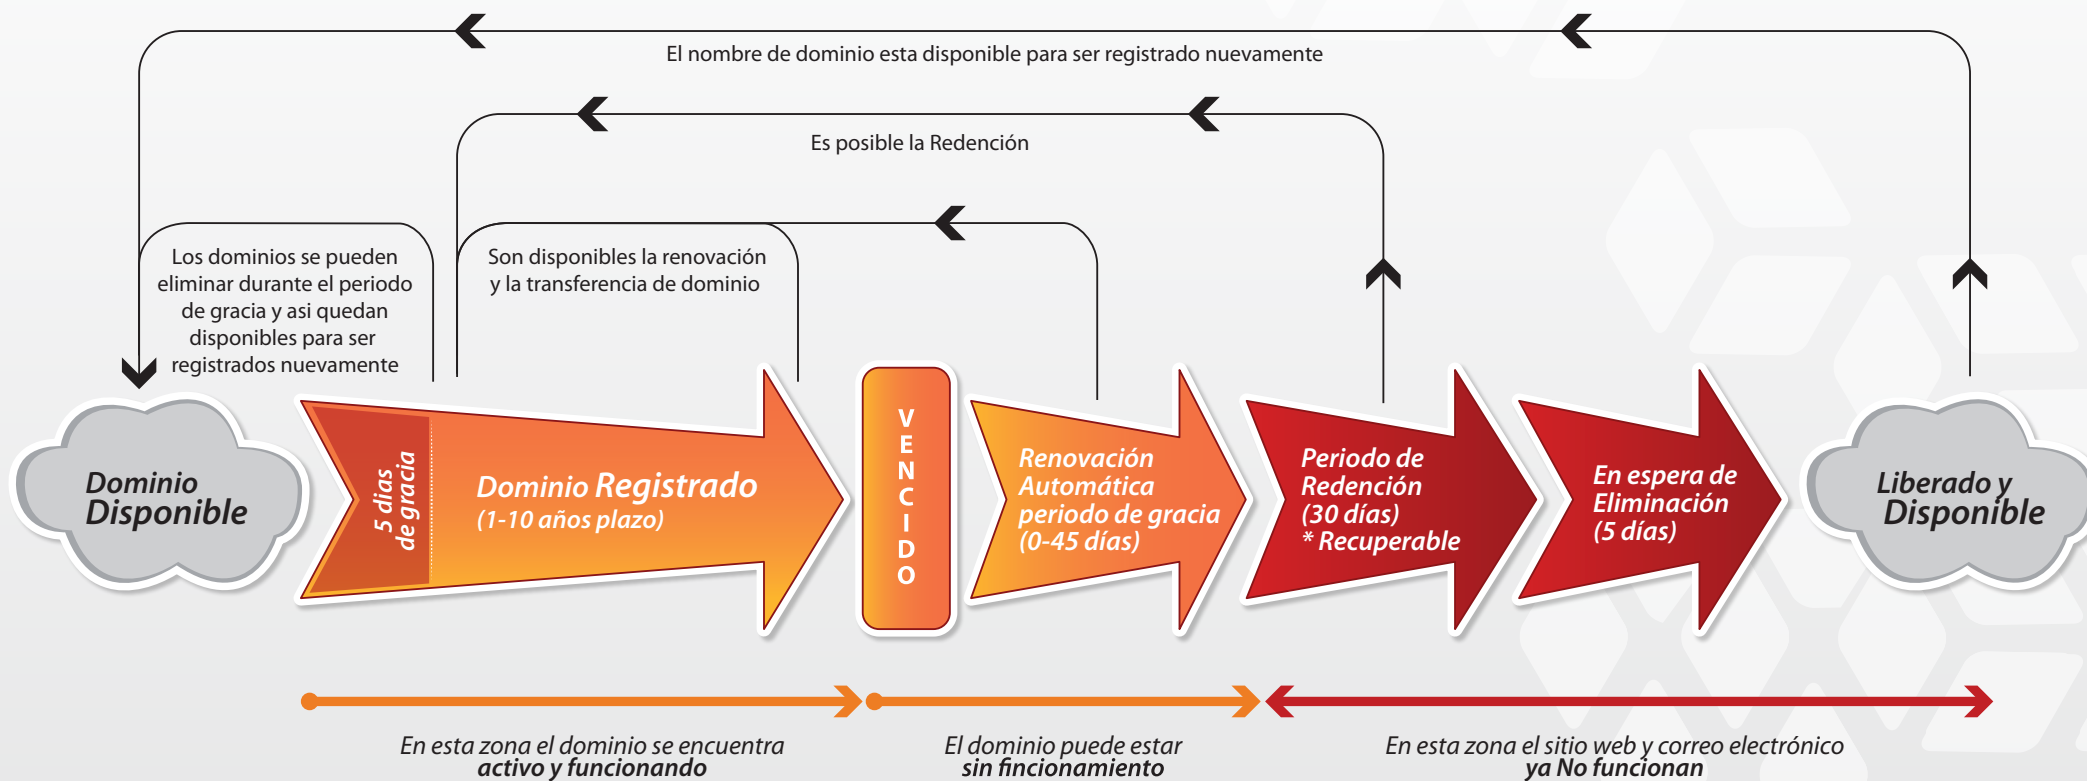 El nombre de dominio esta disponible para ser registrado nuevamente
Es posible la Redención
Los dominios se pueden
eliminar durante el periodo
de gracia y asi quedan
disponibles para ser
registrados nuevamente
Son disponibles la renovación
y la transferencia de dominio
Dominio
Disponible
5 dias
de gracia
Dominio Registrado
(1-10 años plazo)
VENCIDO
Renovación
Automática
periodo de gracia
(0-45 días)
Periodo de
Redención
(30 días)
* Recuperable
En espera de
Eliminación
(5 días)
Liberado y
Disponible
En esta zona el dominio se encuentra
activo y funcionando
El dominio puede estar
sin fincionamiento
En esta zona el sitio web y correo electrónico
ya No funcionan